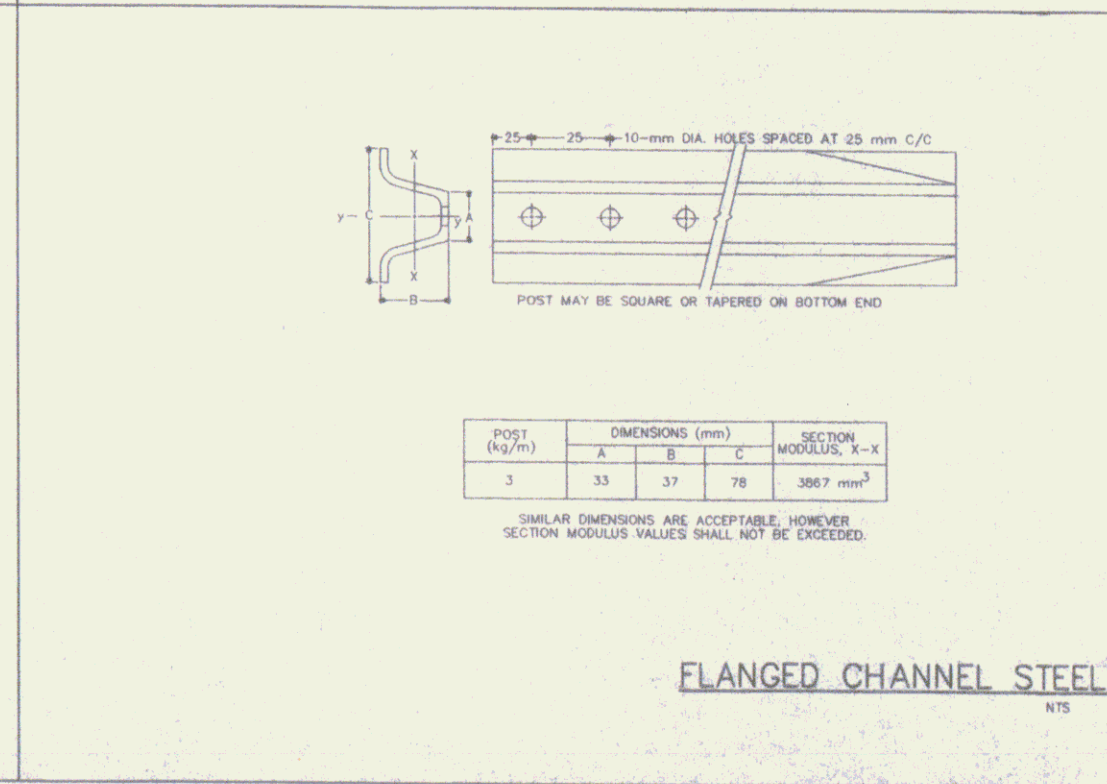 25 25 10-mm DIA. HOLES SPACED AT 25 mm C/C
X
y C y A
X
B
POST MAY BE SQUARE OR TAPERED ON BOTTOM END
POST (kg/m) DIMENSIONS (mm) SECTION MODULUS, X-X
A B C
3 33 37 78 3867 mm³
SIMILAR DIMENSIONS ARE ACCEPTABLE, HOWEVER
SECTION MODULUS VALUES SHALL NOT BE EXCEEDED.
FLANGED CHANNEL STEEL
NTS